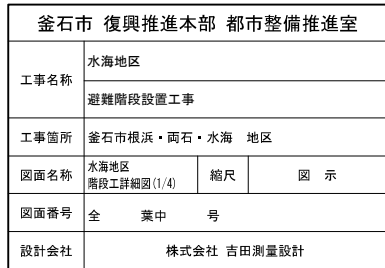 釜石市 復興推進本部 都市整備推進室
工事名称
水海地区
避難階段設置工事
工事箇所 釜石市根浜・両石・水海 地区
図面名称
水海地区
階段工詳細図(1/4)
縮尺 図 示
図面番号 全 葉中 号
設計会社 株式会社 吉田測量設計